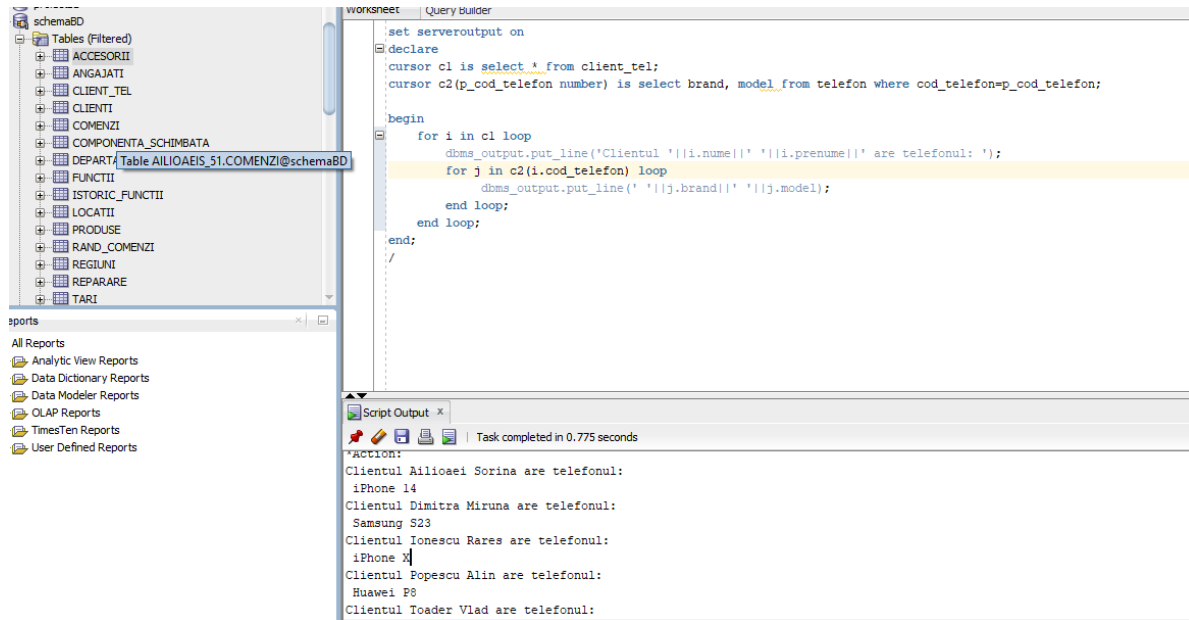 schemaBD
Tables (Filtered)
ACCESORII
ANGAJATI
CLIENT_TEL
CLIENTI
COMENZI
COMPONENTA_SCHIMBATA
DEPARTA
Table AILIOAEIS_51.COMENZI@schemaBD
FUNCTII
ISTORIC_FUNCTII
LOCATII
PRODUSE
RAND_COMENZI
REGIUNI
REPARARE
TARI
eports
All Reports
Analytic View Reports
Data Dictionary Reports
Data Modeler Reports
OLAP Reports
TimesTen Reports
User Defined Reports
Worksheet Query Builder
set serveroutput on
declare
cursor c1 is select * from client_tel;
cursor c2(p_cod_telefon number) is select brand, model from telefon where cod_telefon=p_cod_telefon;
begin
for i in c1 loop
dbms_output.put_line('Clientul '||i.nume||' '||i.prenume||' are telefonul: ');
for j in c2(i.cod_telefon) loop
dbms_output.put_line(' '||j.brand||' '||j.model);
end loop;
end loop;
end;
/
Script Output x
Task completed in 0.775 seconds
*Action:
Clientul Ailioaei Sorina are telefonul:
iPhone 14
Clientul Dimitra Miruna are telefonul:
Samsung S23
Clientul Ionescu Rares are telefonul:
iPhone X
Clientul Popescu Alin are telefonul:
Huawei P8
Clientul Toader Vlad are telefonul: